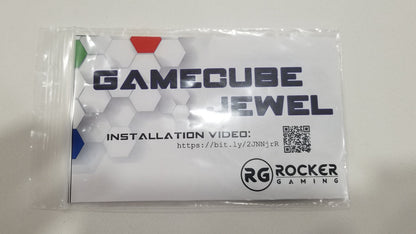 GAMECUBE
JEWEL
INSTALLATION VIDEO:
https://bit.ly/2JNNjrR
RG ROCKER
GAMING